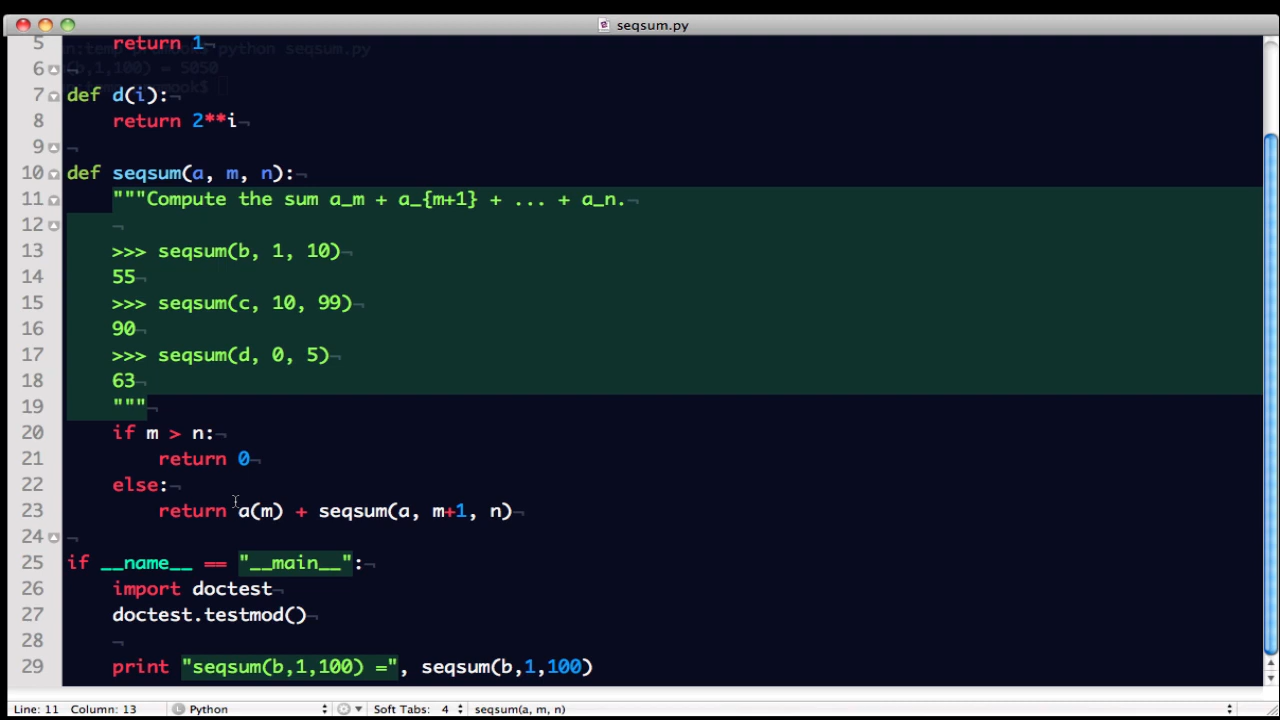 seqsum.py
5 return 1
6
7 def d(i):
8 return 2**i
9
10 def seqsum(a, m, n):
11 """Compute the sum a_m + a_{m+1} + ... + a_n.
12
13 >>> seqsum(b, 1, 10)
14 55
15 >>> seqsum(c, 10, 99)
16 90
17 >>> seqsum(d, 0, 5)
18 63
19 """
20 if m > n:
21 return 0
22 else:
23 return a(m) + seqsum(a, m+1, n)
24
25 if __name__ == "__main__":
26 import doctest
27 doctest.testmod()
28
29 print "seqsum(b,1,100) =", seqsum(b,1,100)
Line: 11 Column: 13 Python Soft Tabs: 4 seqsum(a, m, n)